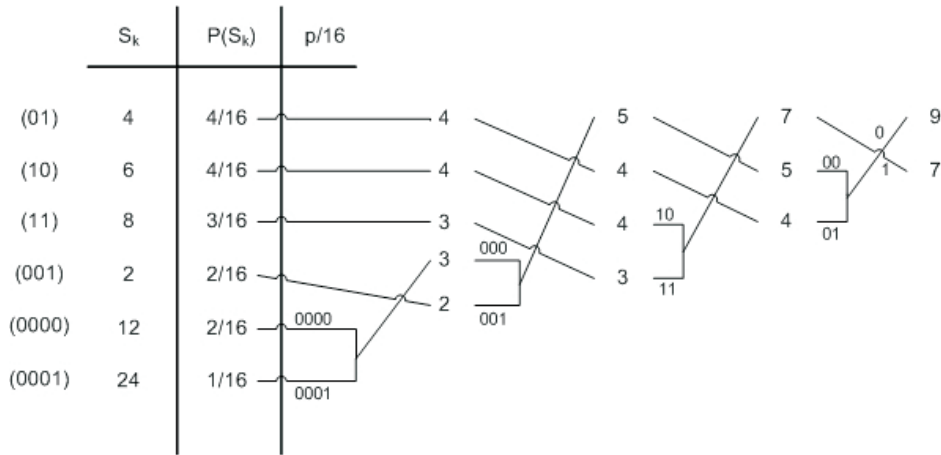 Sk P(Sk) p/16
(01) 4 4/16 4 5 7 9
0
(10) 6 4/16 4 4 5 00 7
1
(11) 8 3/16 3 4 10 4 01
000
(001) 2 2/16 3 3 11
2
001
(0000) 12 2/16 0000
(0001) 24 1/16 0001